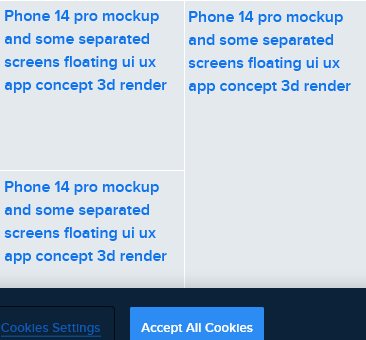 Phone 14 pro mockup
and some separated
screens floating ui ux
app concept 3d render
Phone 14 pro mockup
and some separated
screens floating ui ux
app concept 3d render
Phone 14 pro mockup
and some separated
screens floating ui ux
app concept 3d render
Cookies Settings
Accept All Cookies